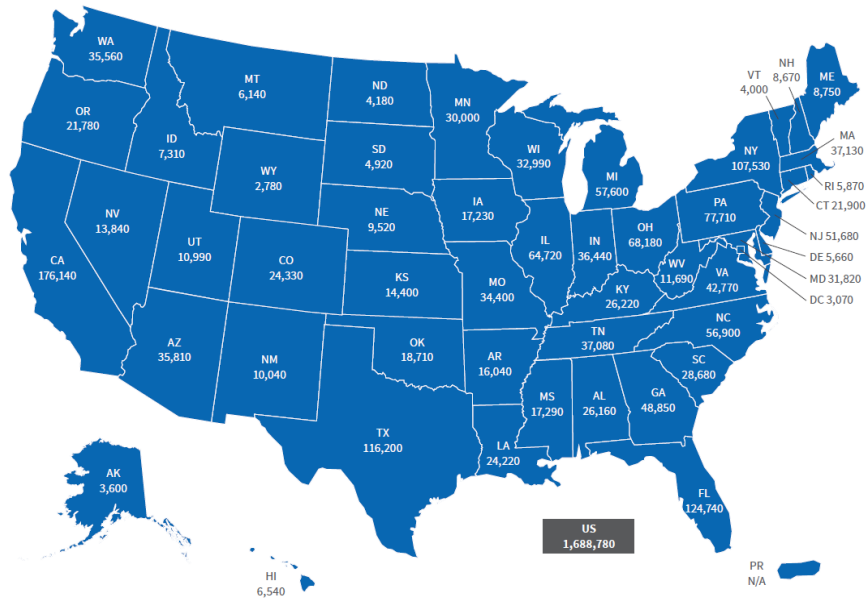 WA
35,560
OR
21,780
CA
176,140
NV
13,840
ID
7,310
MT
6,140
WY
2,780
UT
10,990
AZ
35,810
CO
24,330
NM
10,040
ND
4,180
SD
4,920
NE
9,520
KS
14,400
OK
18,710
TX
116,200
MN
30,000
IA
17,230
MO
34,400
AR
16,040
LA
24,220
WI
32,990
IL
64,720
MI
57,600
IN
36,440
OH
68,180
KY
26,220
TN
37,080
MS
17,290
AL
26,160
GA
48,850
FL
124,740
SC
28,680
NC
56,900
VA
42,770
WV
11,690
PA
77,710
NY
107,530
VT
4,000
NH
8,670
ME
8,750
MA
37,130
RI 5,870
CT 21,900
NJ 51,680
DE 5,660
MD 31,820
DC 3,070
AK
3,600
HI
6,540
US
1,688,780
PR
N/A